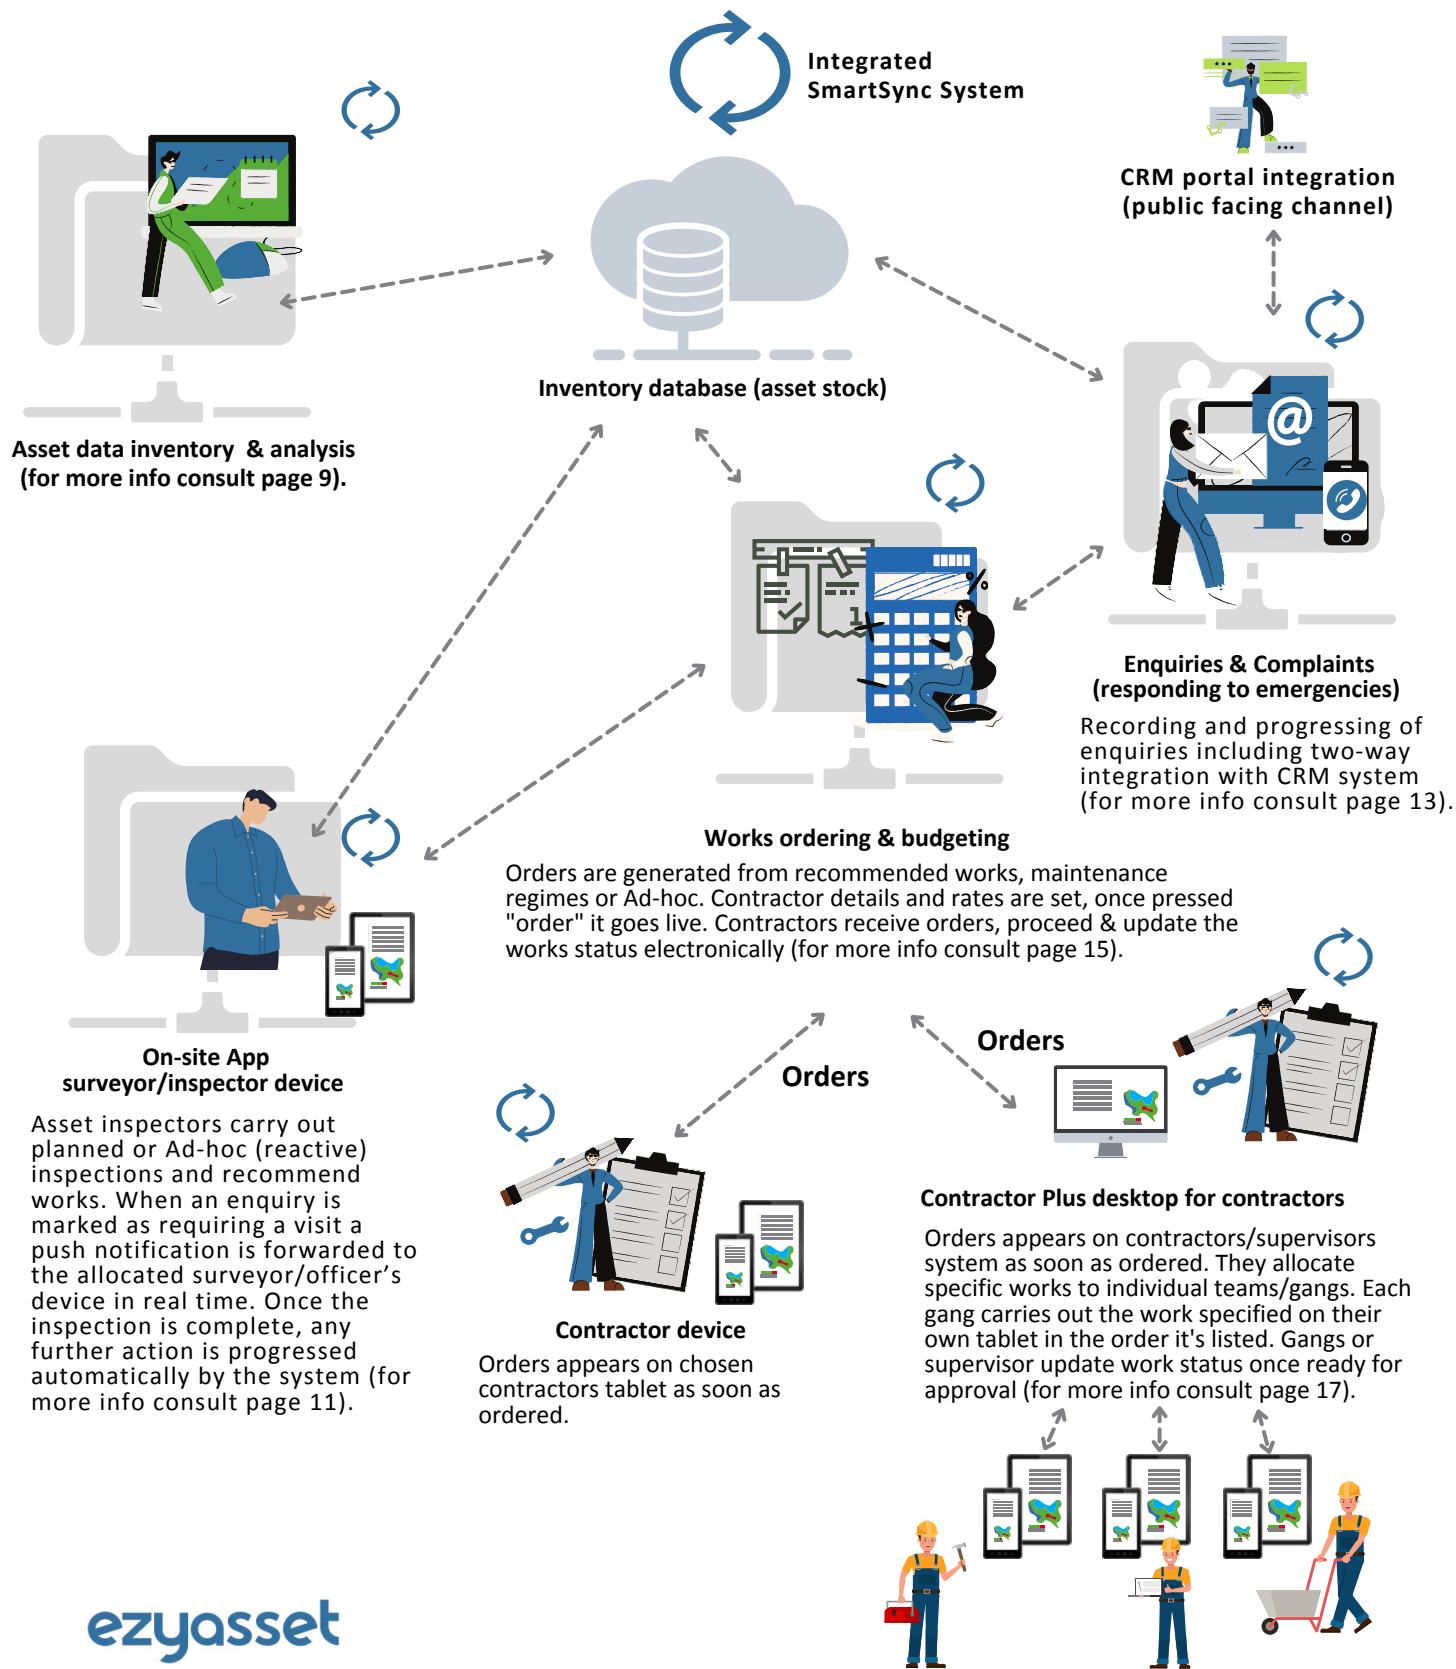 Integrated
SmartSync System
CRM portal integration
(public facing channel)
Inventory database (asset stock)
Asset data inventory & analysis
(for more info consult page 9).
@
1
%
Enquiries & Complaints
(responding to emergencies)
Recording and progressing of
enquiries including two-way
integration with CRM system
(for more info consult page 13).
Works ordering & budgeting
Orders are generated from recommended works, maintenance
regimes or Ad-hoc. Contractor details and rates are set, once pressed
"order" it goes live. Contractors receive orders, proceed & update the
works status electronically (for more info consult page 15).
On-site App
surveyor/inspector device
Asset inspectors carry out
planned or Ad-hoc (reactive)
inspections and recommend
works. When an enquiry is
marked as requiring a visit a
push notification is forwarded to
the allocated surveyor/officer’s
device in real time. Once the
inspection is complete, any
further action is progressed
automatically by the system (for
more info consult page 11).
Orders
Orders
Contractor device
Orders appears on chosen
contractors tablet as soon as
ordered.
Contractor Plus desktop for contractors
Orders appears on contractors/supervisors
system as soon as ordered. They allocate
specific works to individual teams/gangs. Each
gang carries out the work specified on their
own tablet in the order it's listed. Gangs or
supervisor update work status once ready for
approval (for more info consult page 17).
ezyasset